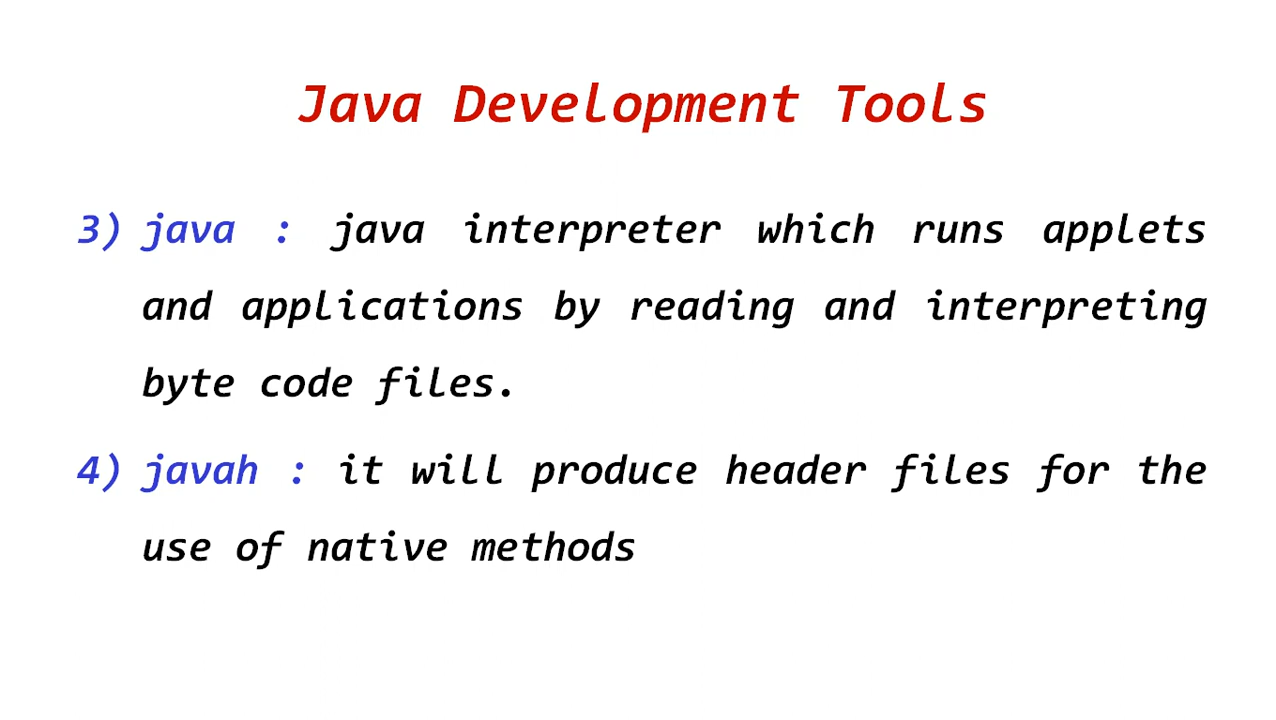 Java Development Tools
3) java : java interpreter which runs applets
and applications by reading and interpreting
byte code files.
4) javah : it will produce header files for the
use of native methods